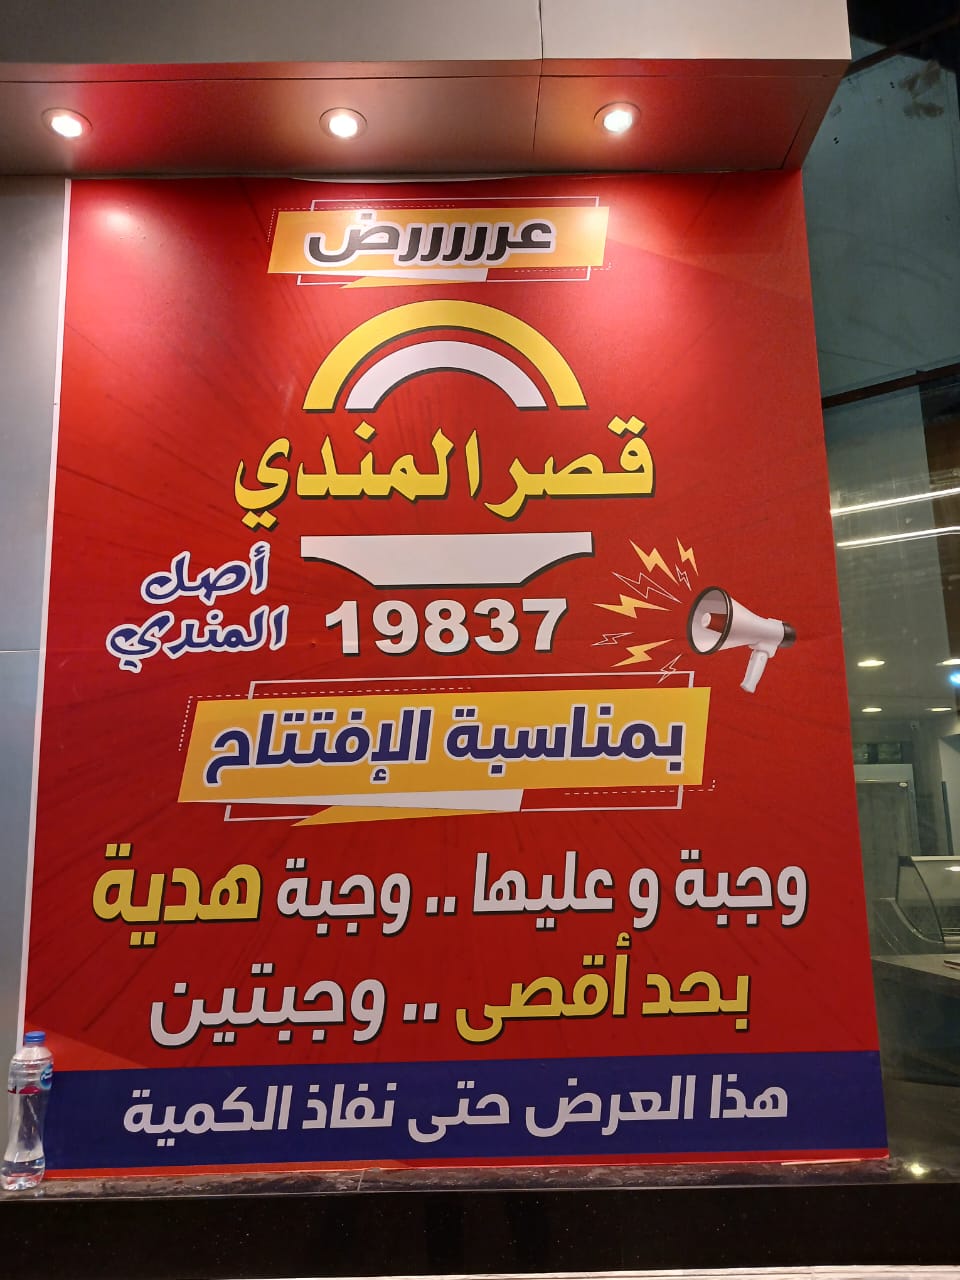 عرررررض
قصر المندي
أصل
المندي
19837
بمناسبة الإفتتاح
وجبة و عليها .. وجبة هدية
بحد أقصى .. وجبتين
هذا العرض حتى نفاذ الكمية